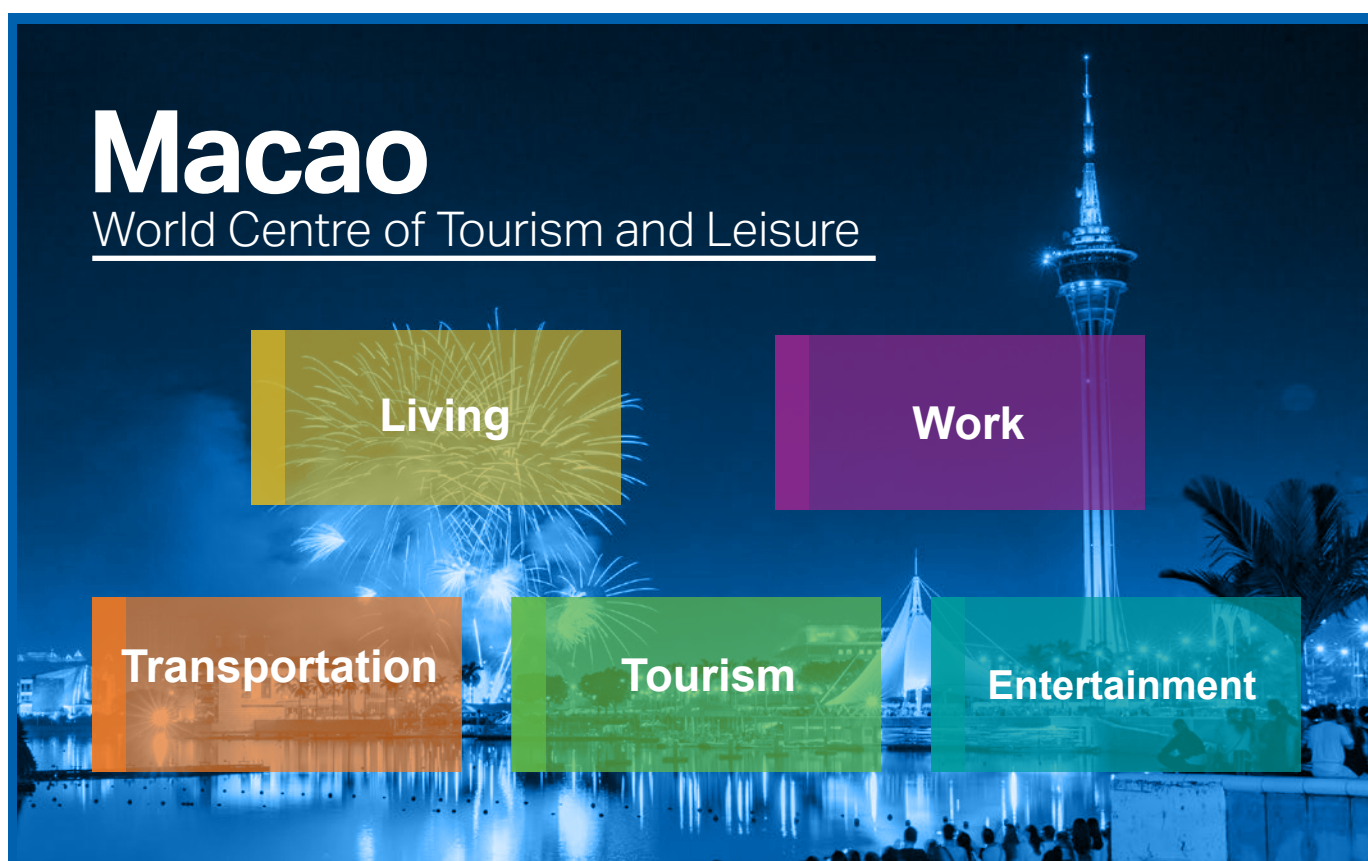 Macao
World Centre of Tourism and Leisure
Living
Work
Transportation
Tourism
Entertainment